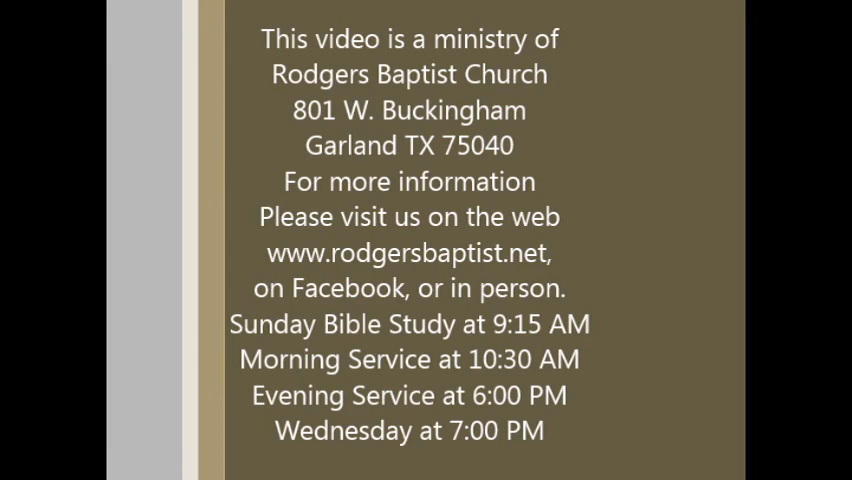 This video is a ministry of
Rodgers Baptist Church
801 W. Buckingham
Garland TX 75040
For more information
Please visit us on the web
www.rodgersbaptist.net,
on Facebook, or in person.
Sunday Bible Study at 9:15 AM
Morning Service at 10:30 AM
Evening Service at 6:00 PM
Wednesday at 7:00 PM